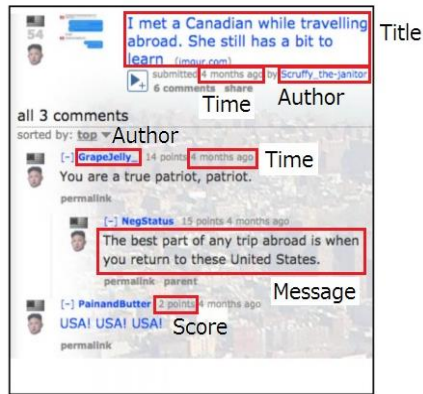 I met a Canadian while travelling Title
54 abroad. She still has a bit to
learn (imgur.com)
submitted 4 months ago by Scruffy_the-janitor
6 comments share
Time Author
all 3 comments
sorted by: top Author
[-] GrapeJelly_ 14 points 4 months ago Time
You are a true patriot, patriot.
permalink
[-] NegStatus 15 points 4 months ago
The best part of any trip abroad is when
you return to these United States.
permalink parent
Message
[-] PainandButter 2 points 4 months ago
USA! USA! USA! Score
permalink